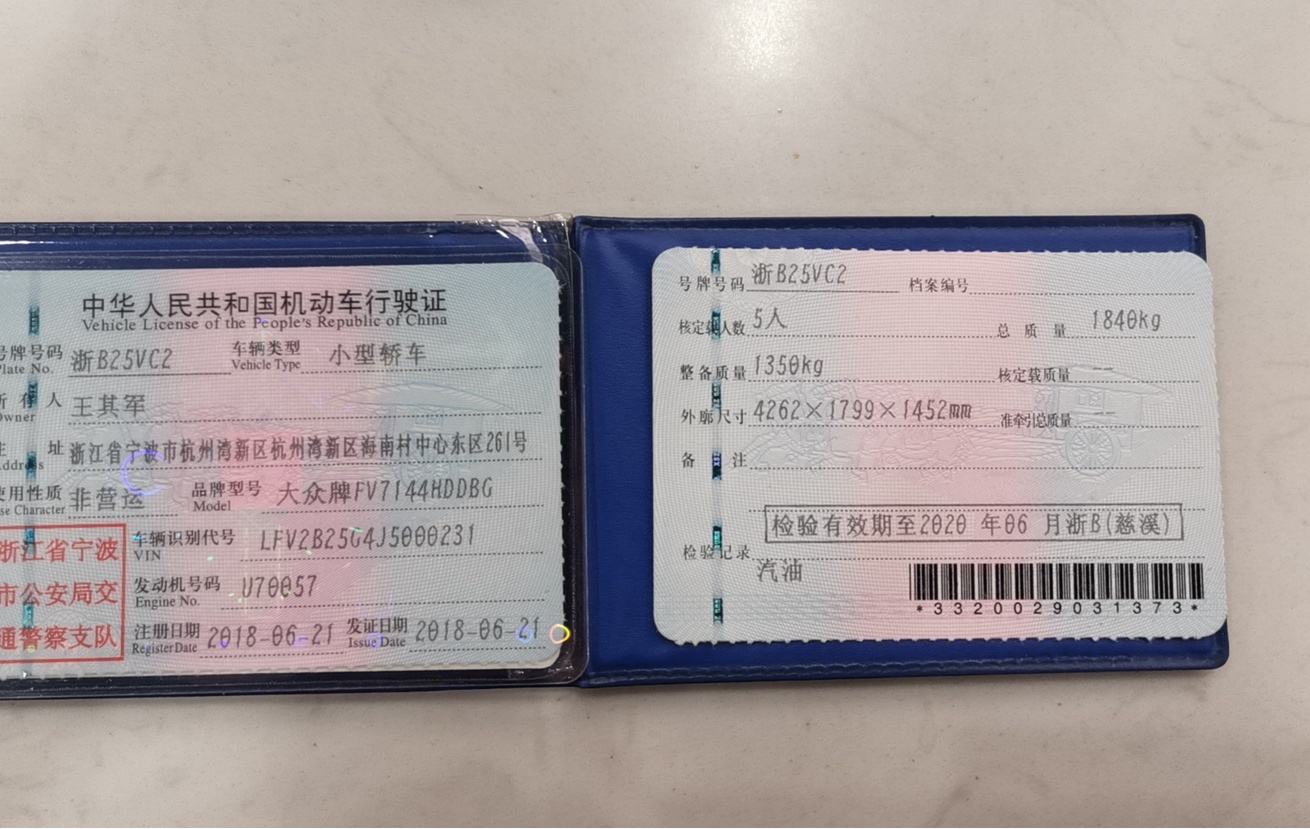 中华人民共和国机动车行驶证
Vehicle License of the People's Republic of China
号牌号码 浙B25VC2 车辆类型 小型轿车
Plate No. Vehicle Type
所有人 王其军
Owner
住 址 浙江省宁波市杭州湾新区杭州湾新区海南村中心东区261号
Address
使用性质 非营运 品牌型号 大众牌FV7144HDDBG
Use Character Model
浙江省宁波
市公安局交
通警察支队
车辆识别代号 LFV2B25G4J5000231
VIN
发动机号码 U70057
Engine No.
注册日期 2018-06-21 发证日期 2018-06-21
Register Date Issue Date
号牌号码 浙B25VC2 档案编号
核定载人数 5人 总质量 1840kg
整备质量 1350kg 核定载质量 --
外廓尺寸 4262×1799×1452mm 准牵引总质量 --
备 注
检验有效期至2020 年06 月浙B(慈溪)
检验记录
汽油
*3320029031373*